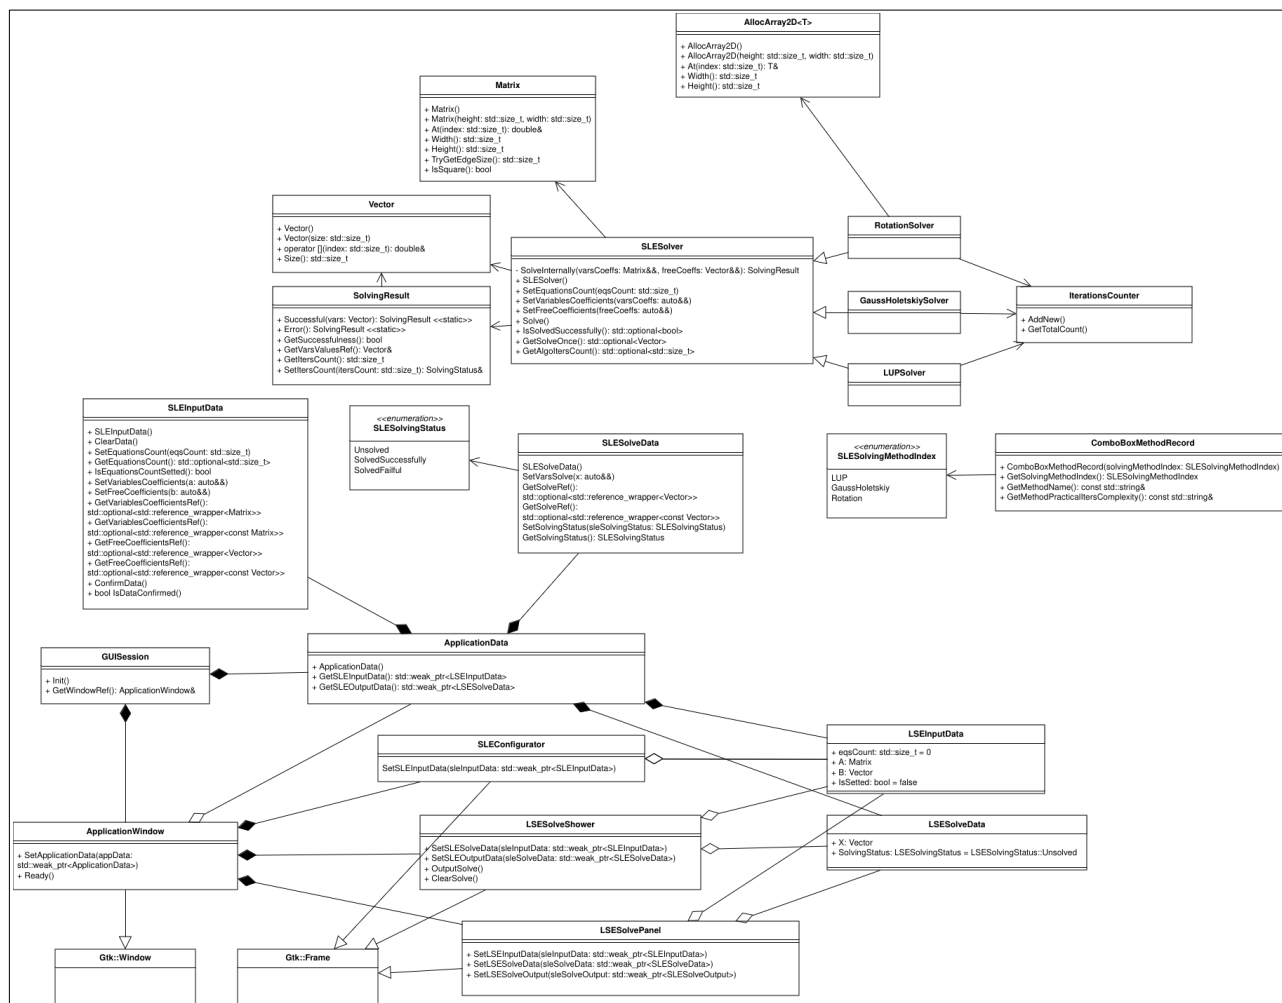 AllocArray2D<T>
+ AllocArray2D()
+ AllocArray2D(height: std::size_t, width: std::size_t)
+ At(index: std::size_t): T&
+ Width(): std::size_t
+ Height(): std::size_t
Matrix
+ Matrix()
+ Matrix(height: std::size_t, width: std::size_t)
+ At(index: std::size_t): double&
+ Width(): std::size_t
+ Height(): std::size_t
+ TryGetEdgeSize(): std::size_t
+ IsSquare(): bool
Vector
+ Vector()
+ Vector(size: std::size_t)
+ operator [](index: std::size_t): double&
+ Size(): std::size_t
SLESolver
- SolveInternally(varsCoeffs: Matrix&&, freeCoeffs: Vector&&): SolvingResult
+ SLESolver()
+ SetEquationsCount(eqsCount: std::size_t)
+ SetVariablesCoefficients(varsCoeffs: auto&&)
+ SetFreeCoefficients(freeCoeffs: auto&&)
+ Solve()
+ IsSolvedSuccessfully(): std::optional<bool>
+ GetSolveOnce(): std::optional<Vector>
+ GetAlgoItersCount(): std::optional<std::size_t>
RotationSolver
SolvingResult
+ Successful(vars: Vector): SolvingResult <<static>>
+ Error(): SolvingResult <<static>>
+ GetSuccessfulness(): bool
+ GetVarsValuesRef(): Vector&
+ GetItersCount(): std::size_t
+ SetItersCount(itersCount: std::size_t): SolvingStatus&
GaussHoletskiySolver
IterationsCounter
+ AddNew()
+ GetTotalCount()
LUPSolver
SLEInputData
+ SLEInputData()
+ ClearData()
+ SetEquationsCount(eqsCount: std::size_t)
+ GetEquationsCount(): std::optional<std::size_t>
+ IsEquationsCountSetted(): bool
+ SetVariablesCoefficients(a: auto&&)
+ SetFreeCoefficients(b: auto&&)
+ GetVariablesCoefficientsRef():
std::optional<std::reference_wrapper<Matrix>>
+ GetVariablesCoefficientsRef():
std::optional<std::reference_wrapper<const Matrix>>
+ GetFreeCoefficientsRef():
std::optional<std::reference_wrapper<Vector>>
+ GetFreeCoefficientsRef():
std::optional<std::reference_wrapper<const Vector>>
+ ConfirmData()
+ bool IsDataConfirmed()
<<enumeration>>
SLESolvingStatus
Unsolved
SolvedSuccessfully
SolvedFailful
SLESolveData
SLESolveData()
SetVarsSolve(x: auto&&)
GetSolveRef():
std::optional<std::reference_wrapper<Vector>>
GetSolveRef():
std::optional<std::reference_wrapper<const Vector>>
SetSolvingStatus(sleSolvingStatus: SLESolvingStatus)
GetSolvingStatus(): SLESolvingStatus
<<enumeration>>
SLESolvingMethodIndex
LUP
GaussHoletskiy
Rotation
ComboBoxMethodRecord
+ ComboBoxMethodRecord(solvingMethodIndex: SLESolvingMethodIndex)
+ GetSolvingMethodIndex(): SLESolvingMethodIndex
+ GetMethodName(): const std::string&
+ GetMethodPracticalItersComplexity(): const std::string&
GUISession
+ Init()
+ GetWindowRef(): ApplicationWindow&
ApplicationData
+ ApplicationData()
+ GetSLEInputData(): std::weak_ptr<LSEInputData>
+ GetSLEOutputData(): std::weak_ptr<LSESolveData>
SLEConfigurator
SetSLEInputData(sleInputData: std::weak_ptr<SLEInputData>)
LSEInputData
+ eqsCount: std::size_t = 0
+ A: Matrix
+ B: Vector
+ IsSetted: bool = false
ApplicationWindow
+ SetApplicationData(appData:
std::weak_ptr<ApplicationData>)
+ Ready()
LSESolveShower
+ SetSLESolveData(sleInputData: std::weak_ptr<SLEInputData>)
+ SetSLEOutputData(sleSolveData: std::weak_ptr<SLESolveData>)
+ OutputSolve()
+ ClearSolve()
LSESolveData
+ X: Vector
+ SolvingStatus: LSESolvingStatus = LSESolvingStatus::Unsolved
LSESolvePanel
+ SetLSEInputData(sleInputData: std::weak_ptr<SLEInputData>)
+ SetLSESolveData(sleSolveData: std::weak_ptr<SLESolveData>)
+ SetLSESolveOutput(sleSolveOutput: std::weak_ptr<SLESolveOutput>)
Gtk::Window
Gtk::Frame